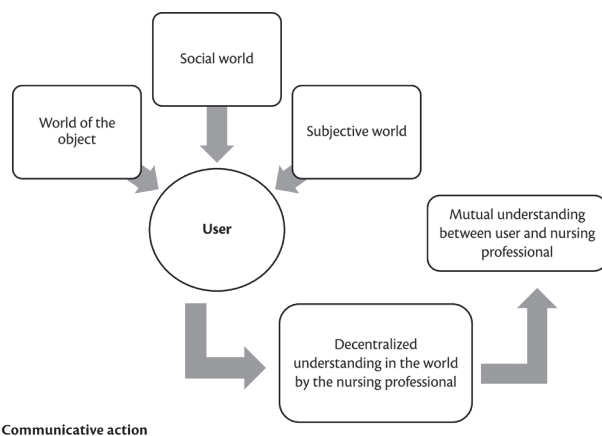 Social world
World of the
object
Subjective world
User
Mutual understanding
between user and nursing
professional
Decentralized
understanding in the world
by the nursing professional
Communicative action